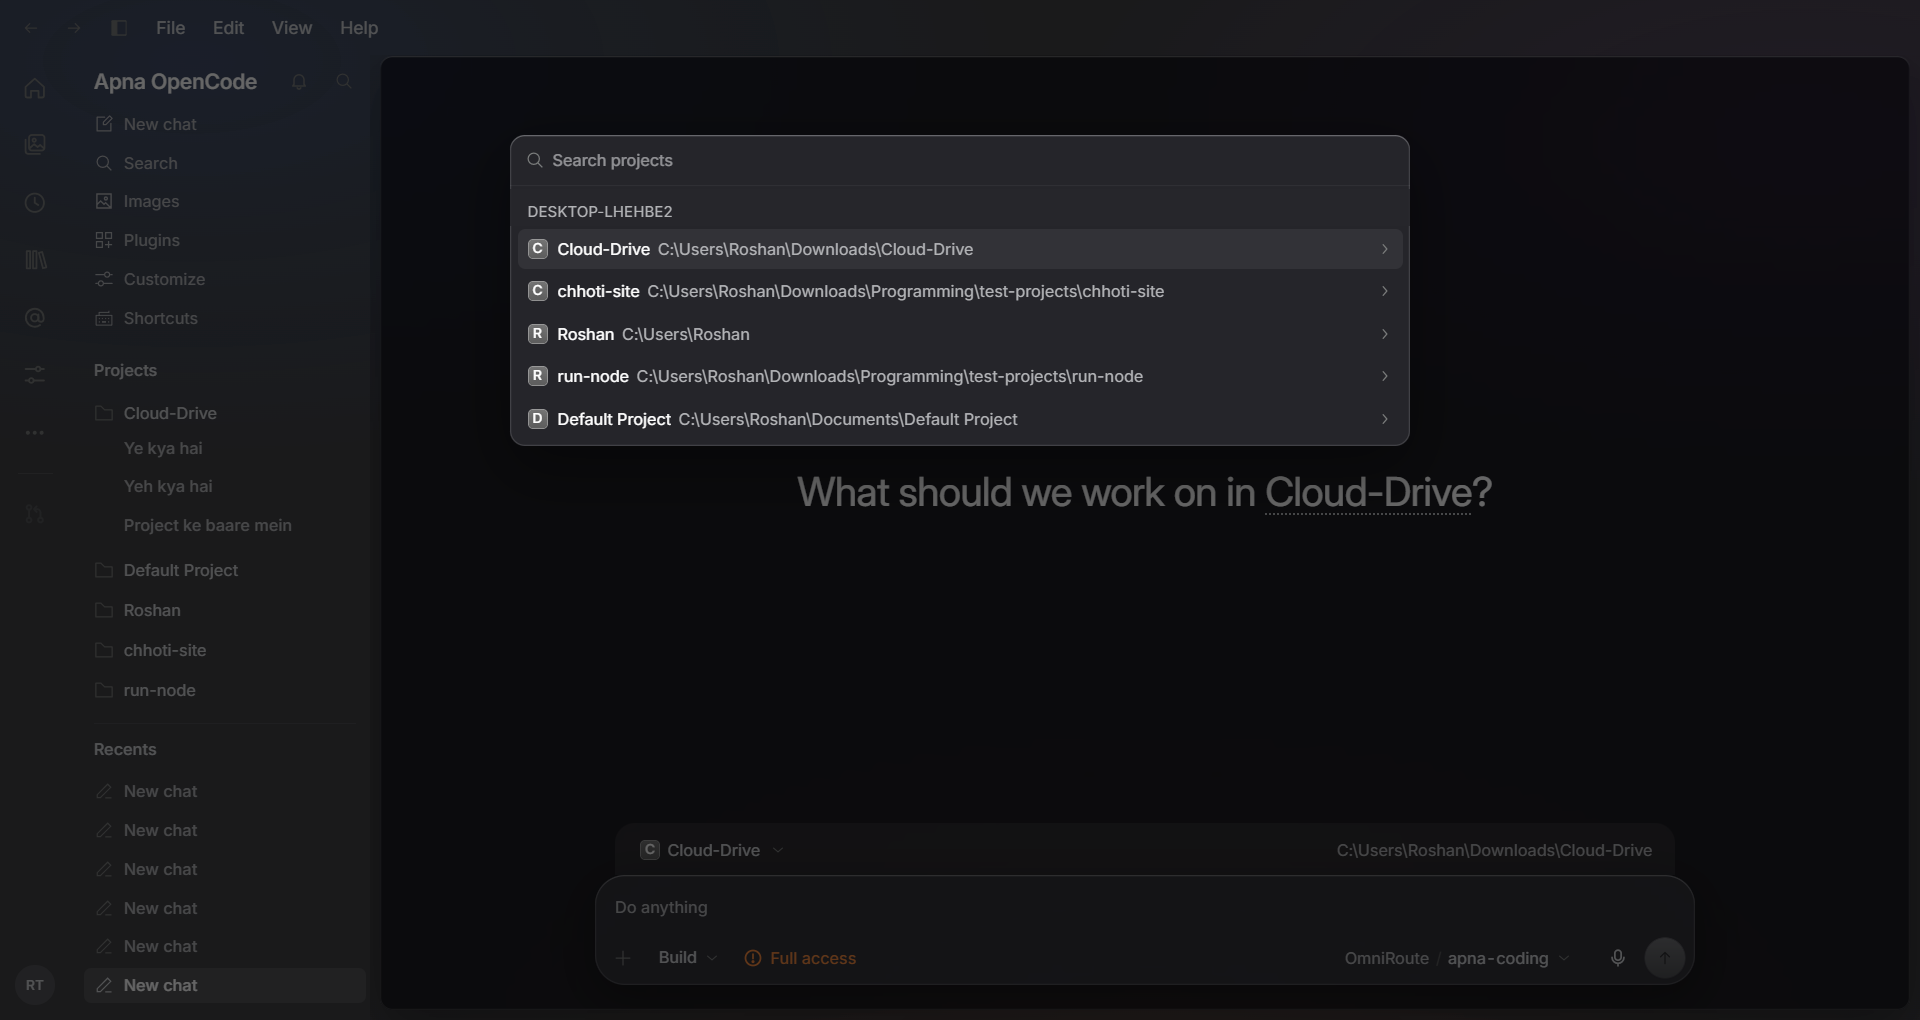 File Edit View Help
Apna OpenCode
New chat
Search
Images
Plugins
Customize
Shortcuts
Projects
Cloud-Drive
Ye kya hai
Yeh kya hai
Project ke baare mein
Default Project
Roshan
chhoti-site
run-node
Recents
New chat
New chat
New chat
New chat
New chat
New chat
RT
Search projects
DESKTOP-LHEHBE2
C Cloud-Drive C:\Users\Roshan\Downloads\Cloud-Drive
C chhoti-site C:\Users\Roshan\Downloads\Programming\test-projects\chhoti-site
R Roshan C:\Users\Roshan
R run-node C:\Users\Roshan\Downloads\Programming\test-projects\run-node
D Default Project C:\Users\Roshan\Documents\Default Project
What should we work on in Cloud-Drive?
C Cloud-Drive C:\Users\Roshan\Downloads\Cloud-Drive
Do anything
Build Full access OmniRoute / apna-coding